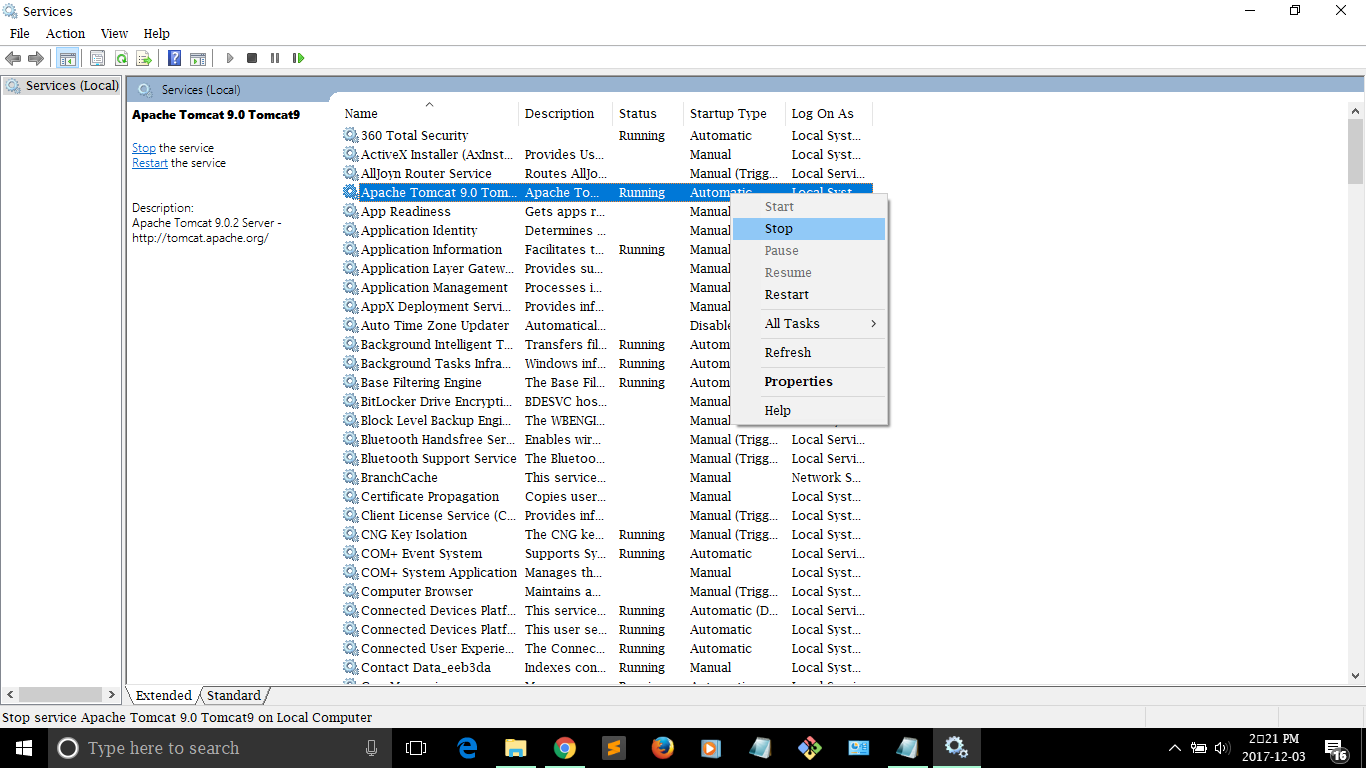 Services
File Action View Help
Services (Local)
Services (Local)
Apache Tomcat 9.0 Tomcat9
Stop the service
Restart the service
Description:
Apache Tomcat 9.0.2 Server -
http://tomcat.apache.org/
Name Description Status Startup Type Log On As
360 Total Security Running Automatic Local Syst...
ActiveX Installer (AxInst... Provides Us... Manual Local Syst...
AllJoyn Router Service Routes AllJo... Manual (Trigg... Local Servi...
Apache Tomcat 9.0 Tom... Apache To... Running Automatic Local Syst...
App Readiness Gets apps r... Manual
Application Identity Determines ... Manual
Application Information Facilitates t... Running Manual
Application Layer Gatew... Provides su... Manual
Application Management Processes i... Manual
AppX Deployment Servi... Provides inf... Manual
Auto Time Zone Updater Automatical... Disable
Background Intelligent T... Transfers fil... Running Autom
Background Tasks Infra... Windows inf... Running Autom
Base Filtering Engine The Base Fil... Running Autom
BitLocker Drive Encrypti... BDESVC hos... Manual
Block Level Backup Engi... The WBENGI... Manual
Bluetooth Handsfree Ser... Enables wir... Manual (Trigg... Local Servi...
Bluetooth Support Service The Bluetoo... Manual (Trigg... Local Servi...
BranchCache This service... Manual Network S...
Certificate Propagation Copies user... Manual Local Syst...
Client License Service (C... Provides inf... Manual (Trigg... Local Syst...
CNG Key Isolation The CNG ke... Running Manual (Trigg... Local Syst...
COM+ Event System Supports Sy... Running Automatic Local Servi...
COM+ System Application Manages th... Manual Local Syst...
Computer Browser Maintains a... Manual (Trigg... Local Syst...
Connected Devices Platf... This service... Running Automatic (D... Local Servi...
Connected Devices Platf... This user se... Running Automatic Local Syst...
Connected User Experie... The Connec... Running Automatic Local Syst...
Contact Data_eeb3da Indexes con... Running Manual Local Syst...
Start
Stop
Pause
Resume
Restart
All Tasks
Refresh
Properties
Help
Extended Standard
Stop service Apache Tomcat 9.0 Tomcat9 on Local Computer
Type here to search
2□21 PM
2017-12-03
16